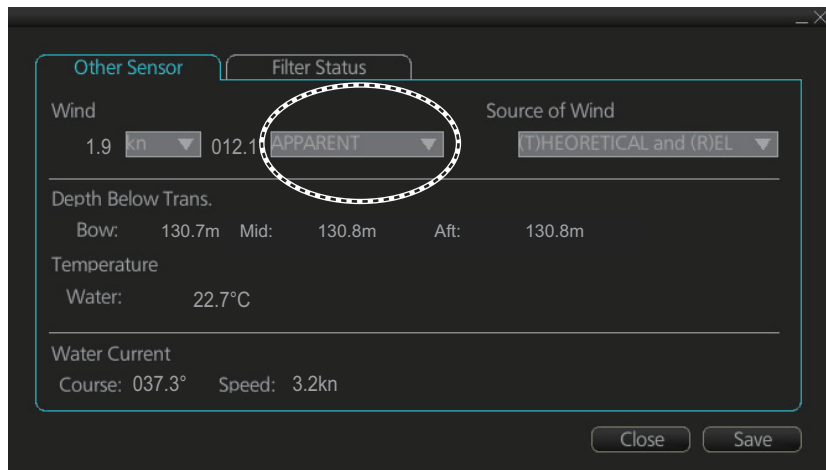 Other Sensor Filter Status
Wind Source of Wind
1.9 kn 012.1 APPARENT (T)HEORETICAL and (R)EL
Depth Below Trans.
Bow: 130.7m Mid: 130.8m Aft: 130.8m
Temperature
Water: 22.7°C
Water Current
Course: 037.3° Speed: 3.2kn
Close Save